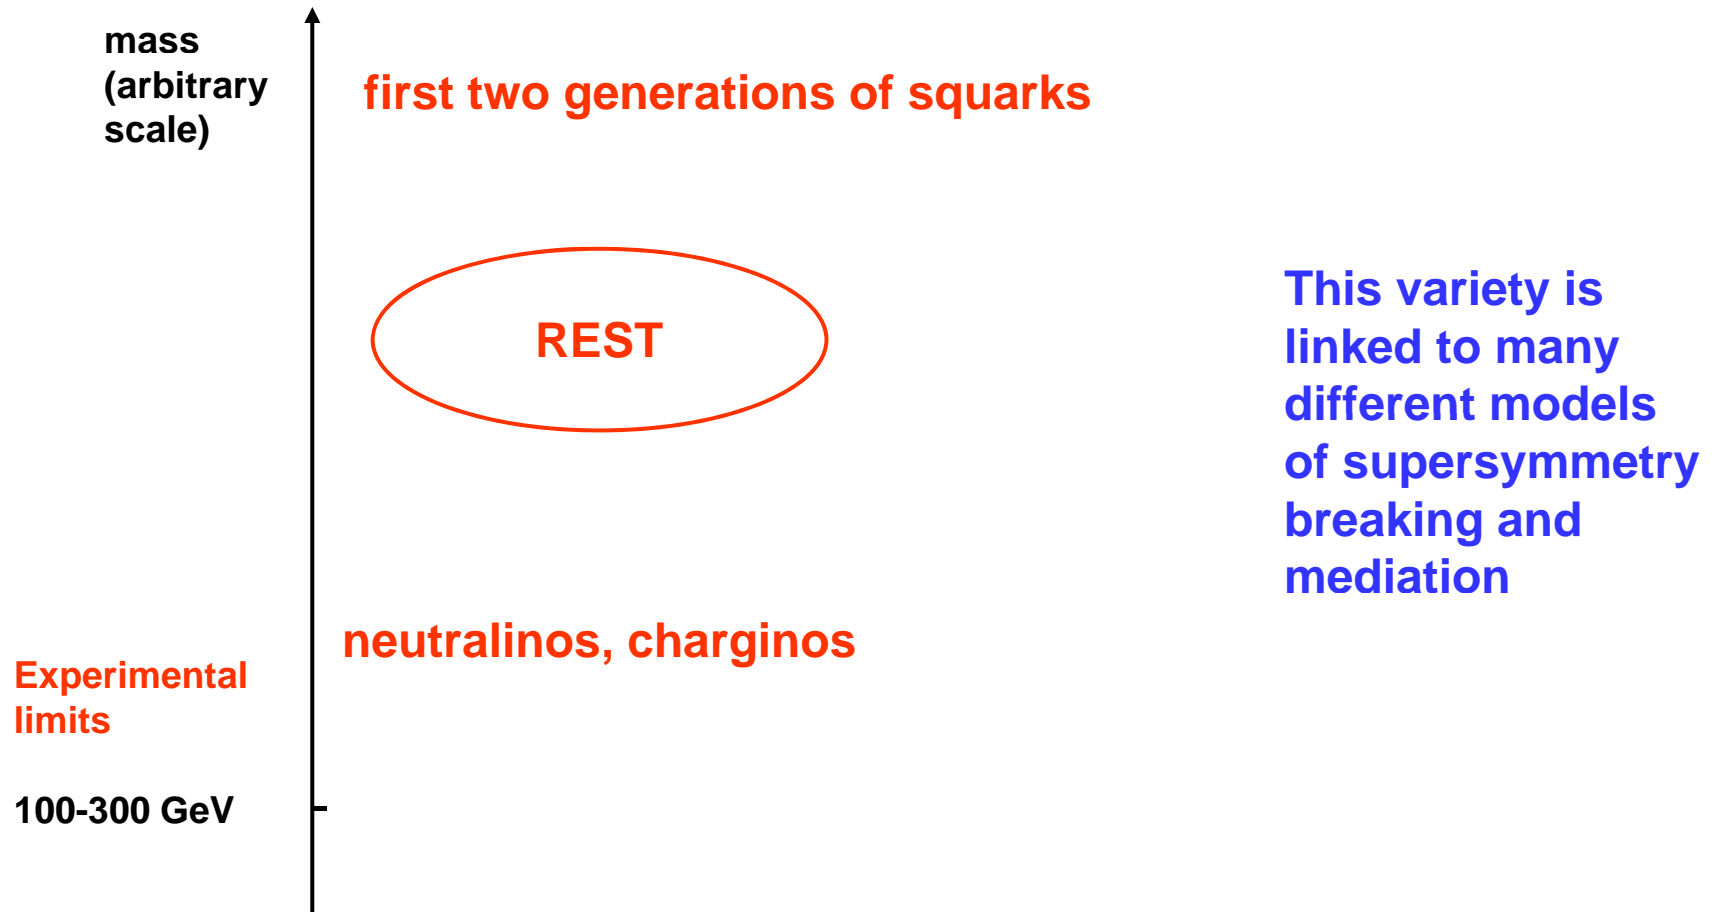 mass
(arbitrary
scale)
first two generations of squarks
REST
This variety is
linked to many
different models
of supersymmetry
breaking and
mediation
neutralinos, charginos
Experimental
limits
100-300 GeV